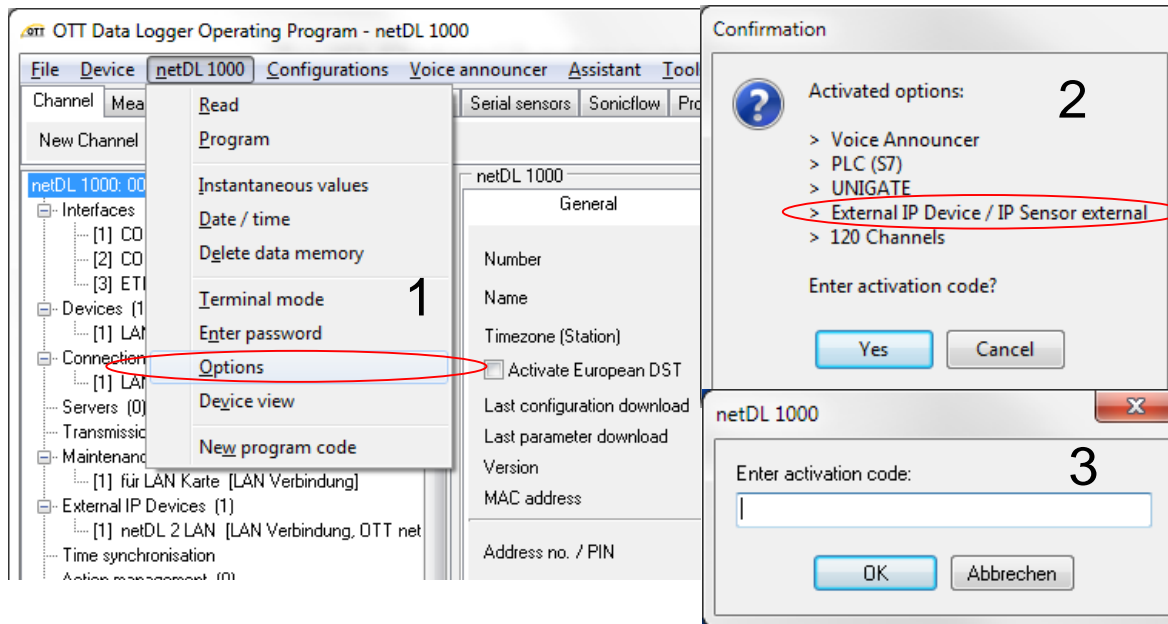 OTT OTT Data Logger Operating Program - netDL 1000
File Device netDL 1000 Configurations Voice announcer Assistant
Channel
Serial sensors Sonicflow
New Channel
Read
Program
Instantaneous values
Date / time
Delete data memory
Terminal mode
Enter password
Options
Device view
New program code
1
netDL 1000: 00
Interfaces
[1] CO
[2] CO
[3] ETI
Devices (1
[1] LAN
Connection
[1] LAN
Servers (0)
Transmissio
Maintenanc
[1] für LAN Karte [LAN Verbindung]
External IP Devices (1)
[1] netDL 2 LAN [LAN Verbindung, OTT net
Time synchronisation
Action management (0)
netDL 1000
General
Number
Name
Timezone (Station)
Activate European DST
Last configuration download
Last parameter download
Version
MAC address
Address no. / PIN
Confirmation
Activated options:
2
> Voice Announcer
> PLC (S7)
> UNIGATE
> External IP Device / IP Sensor external
> 120 Channels
Enter activation code?
Yes Cancel
netDL 1000
Enter activation code:
3
OK Abbrechen